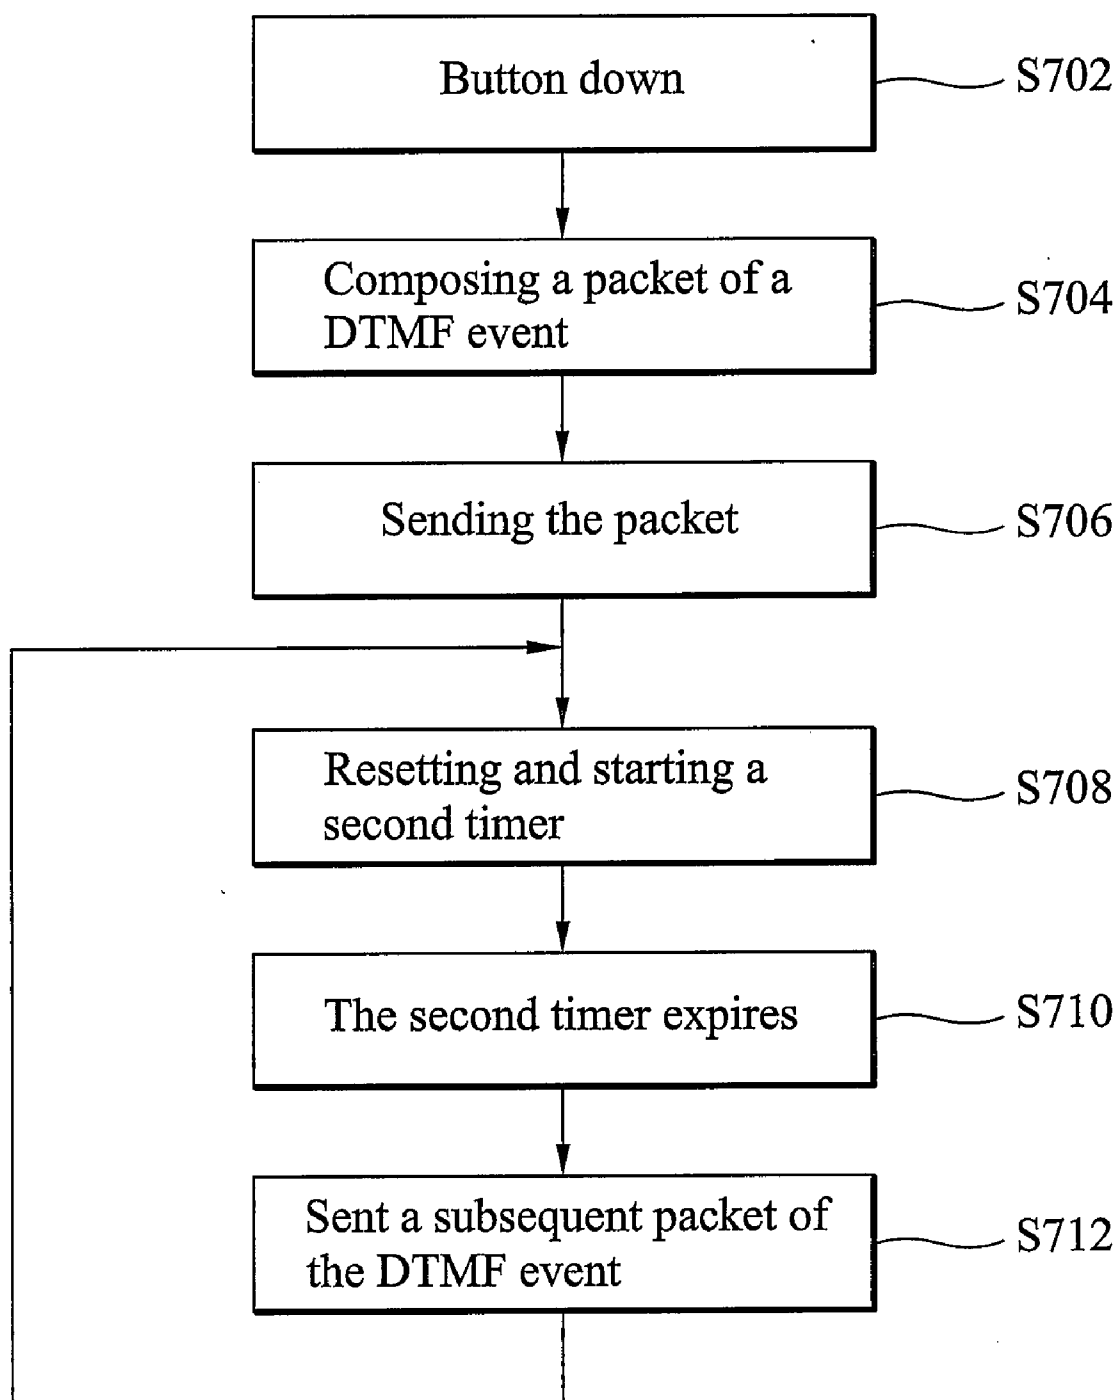 Button down
S702
Composing a packet of a
DTMF event
S704
Sending the packet
S706
Resetting and starting a
second timer
S708
The second timer expires
S710
Sent a subsequent packet of
the DTMF event
S712